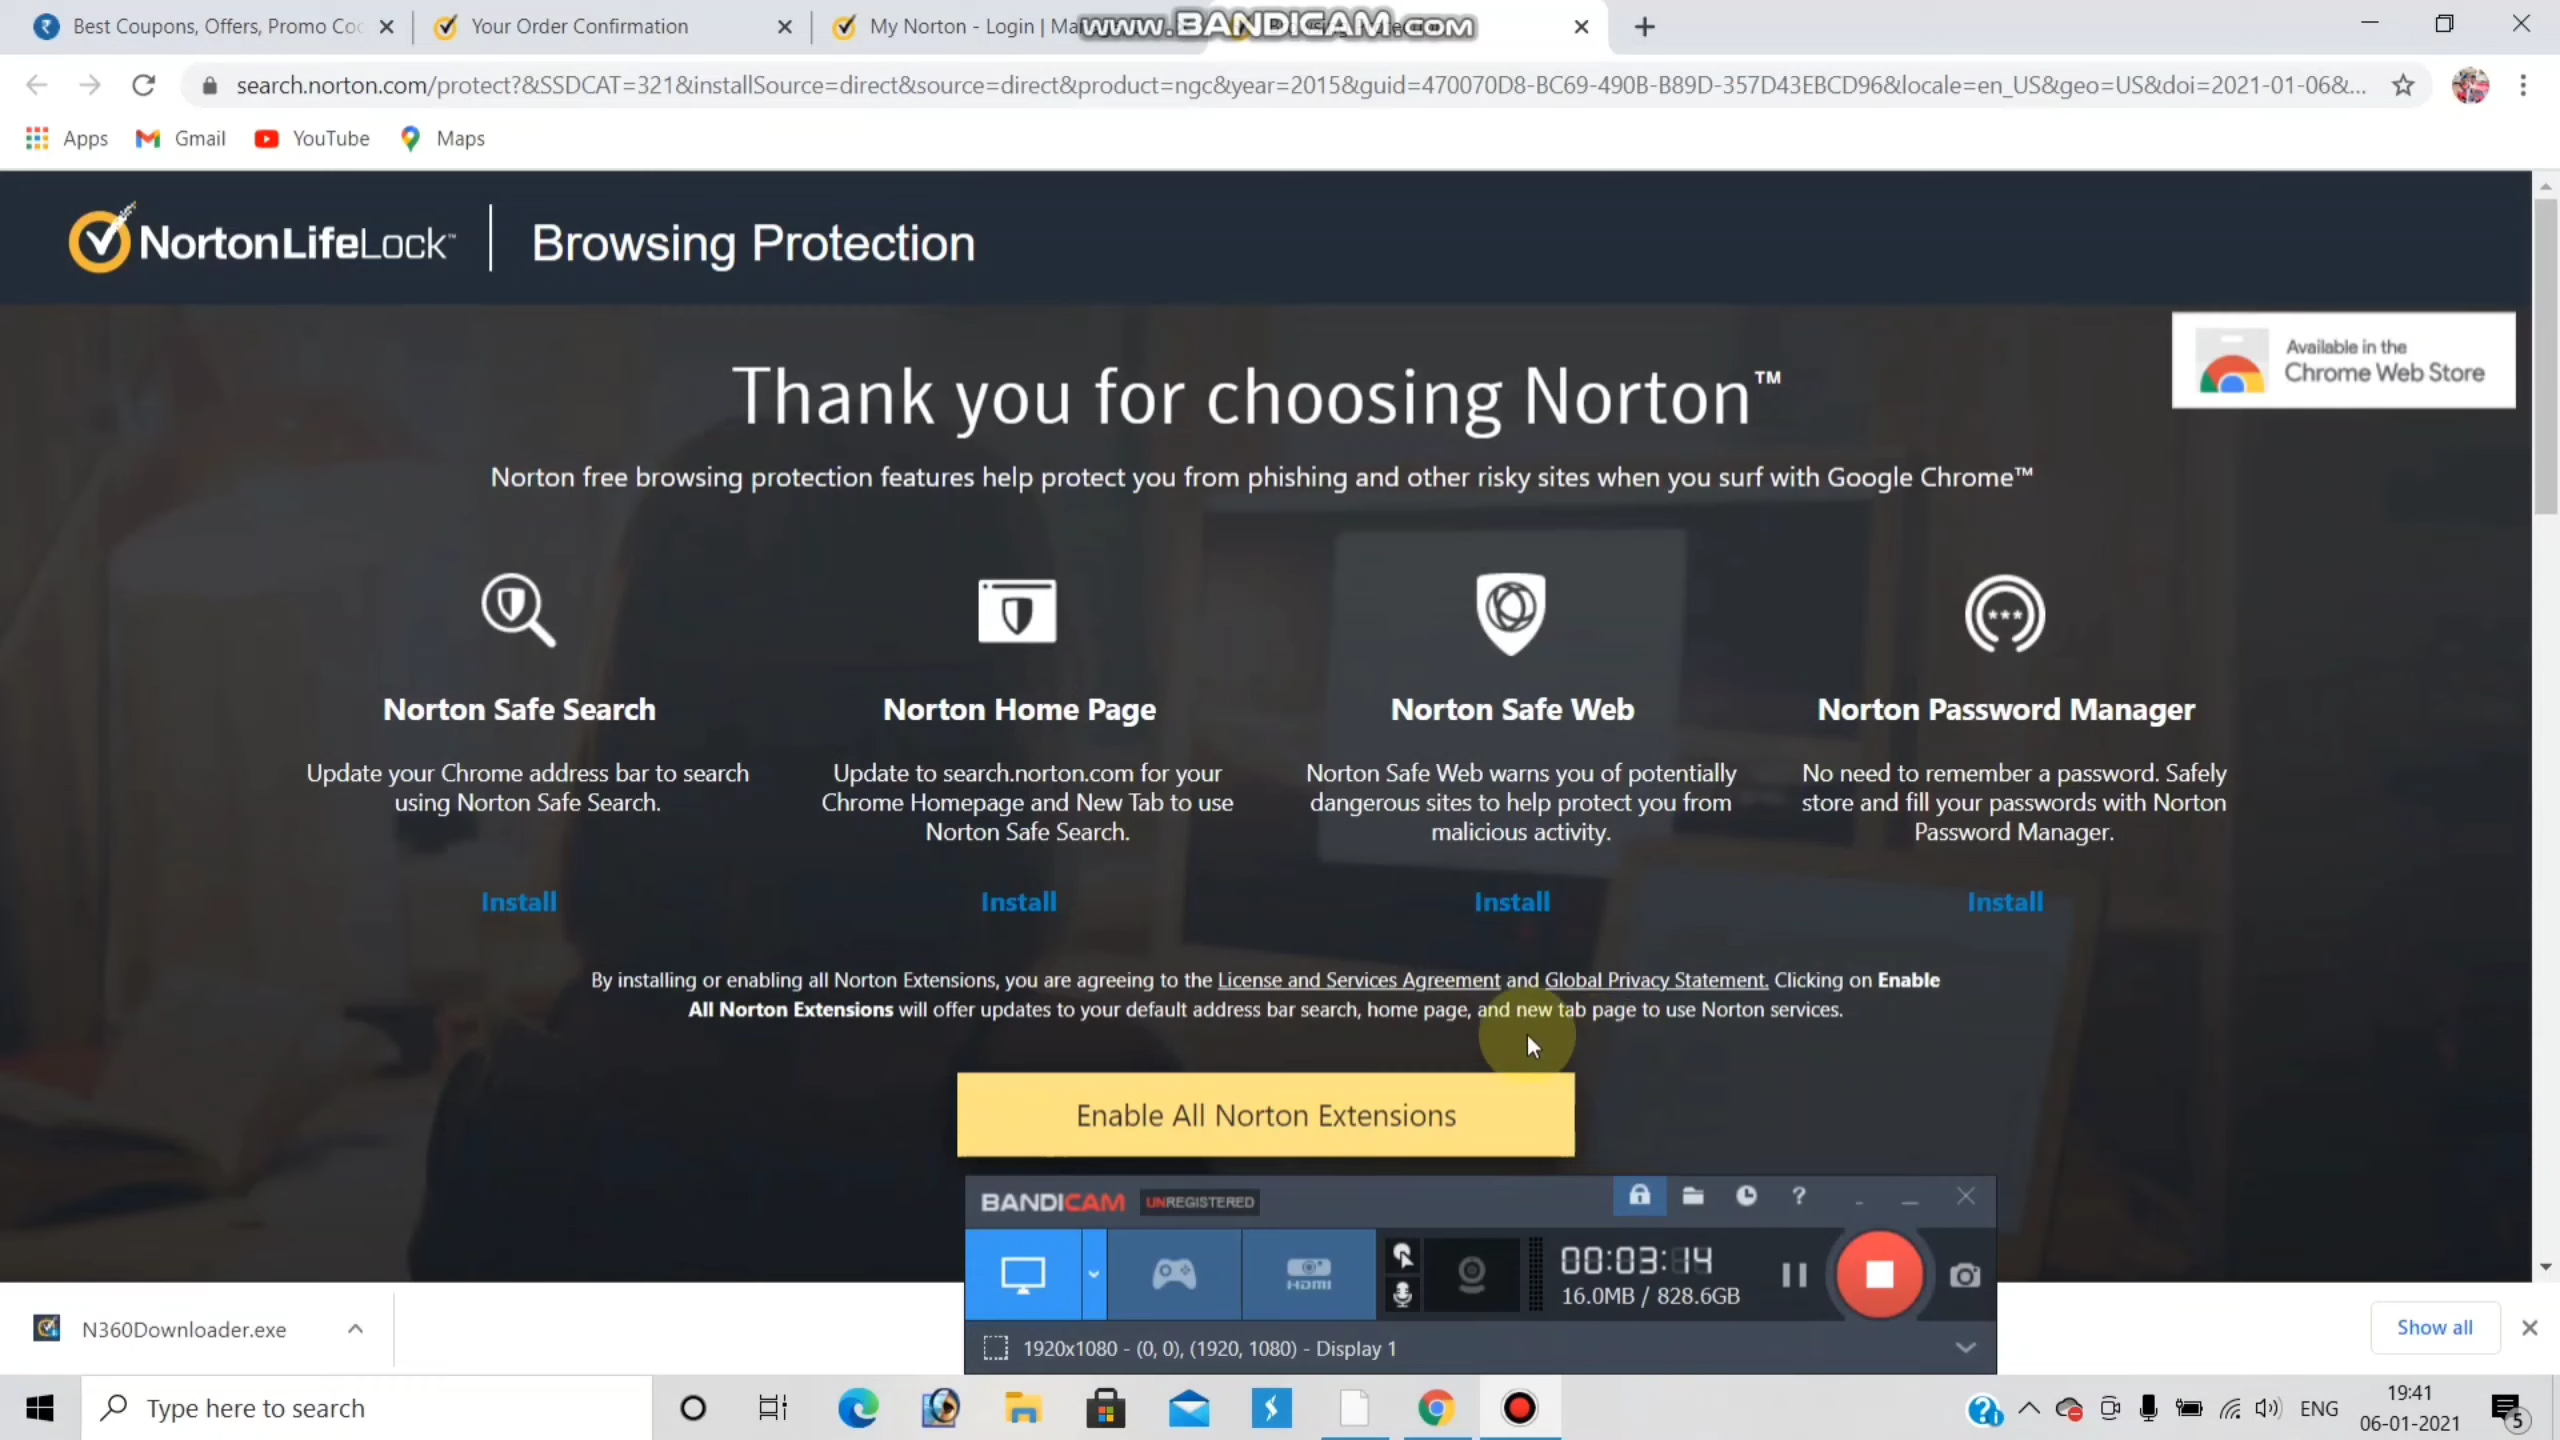 Best Coupons, Offers, Promo Coc
Your Order Confirmation
My Norton - Login | Ma
www.BANDICAM.com
search.norton.com/protect?&SSDCAT=321&installSource=direct&source=direct&product=ngc&year=2015&guid=470070D8-BC69-490B-B89D-357D43EBCD96&locale=en_US&geo=US&doi=2021-01-06&...
Apps
Gmail
YouTube
Maps
NortonLifeLock™
Browsing Protection
Available in the
Chrome Web Store
Thank you for choosing Norton™
Norton free browsing protection features help protect you from phishing and other risky sites when you surf with Google Chrome™
Norton Safe Search
Update your Chrome address bar to search
using Norton Safe Search.
Install
Norton Home Page
Update to search.norton.com for your
Chrome Homepage and New Tab to use
Norton Safe Search.
Install
Norton Safe Web
Norton Safe Web warns you of potentially
dangerous sites to help protect you from
malicious activity.
Install
Norton Password Manager
No need to remember a password. Safely
store and fill your passwords with Norton
Password Manager.
Install
By installing or enabling all Norton Extensions, you are agreeing to the License and Services Agreement and Global Privacy Statement. Clicking on Enable
All Norton Extensions will offer updates to your default address bar search, home page, and new tab page to use Norton services.
Enable All Norton Extensions
BANDICAM UNREGISTERED
HDMI
00:03:14
16.0MB / 828.6GB
1920x1080 - (0, 0), (1920, 1080) - Display 1
N360Downloader.exe
Show all
Type here to search
ENG
19:41
06-01-2021
5